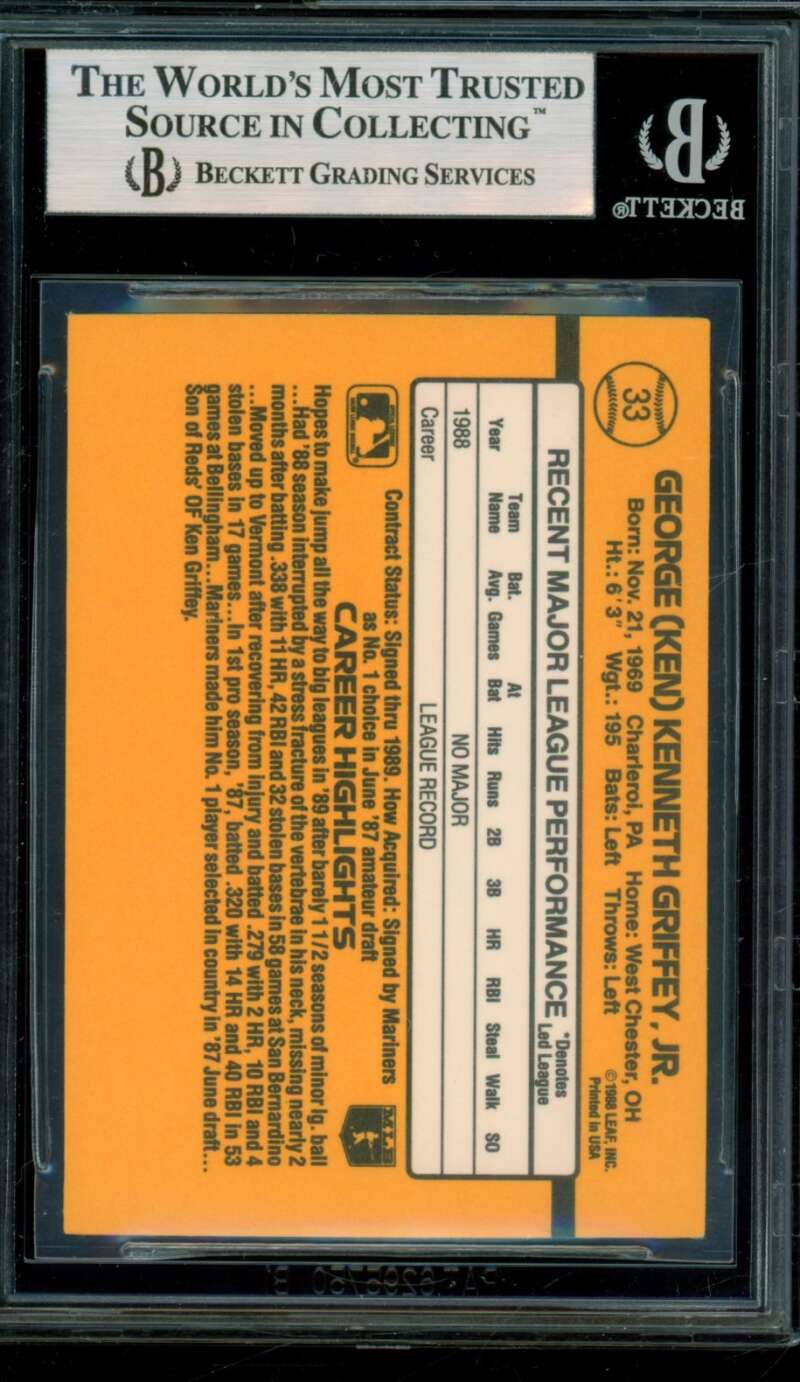 THE WORLD'S MOST TRUSTED
SOURCE IN COLLECTING™
B BECKETT GRADING SERVICES
B
BECKETT®
33
GEORGE (KEN) KENNETH GRIFFEY, JR.
Born: Nov. 21, 1969 Charleroi, PA Home: West Chester, OH
Ht.: 6'3" Wgt.: 195 Bats: Left Throws: Left
©1988 LEAF, INC.
Printed in USA
RECENT MAJOR LEAGUE PERFORMANCE
*Denotes
Led League
Year Team Name Bat. Avg. Games At Bat Hits Runs 2B 3B HR RBI Steal Walk SO
1988 NO MAJOR
Career LEAGUE RECORD
Contract Status: Signed thru 1989. How Acquired: Signed by Mariners
as No. 1 choice in June '87 amateur draft
MLB
CAREER HIGHLIGHTS
Hopes to make jump all the way to big leagues in '89 after barely 1 1/2 seasons of minor lg. ball
...Had '88 season interrupted by a stress fracture of the vertebrae in his neck, missing nearly 2
months after batting .338 with 11 HR, 42 RBI and 32 stolen bases in 58 games at San Bernardino
...Moved up to Vermont after recovering from injury and batted .279 with 2 HR, 10 RBI and 4
stolen bases in 17 games...In 1st pro season, '87, batted .320 with 14 HR and 40 RBI in 53
games at Bellingham...Mariners made him No. 1 player selected in country in '87 June draft...
Son of Reds' OF Ken Griffey.